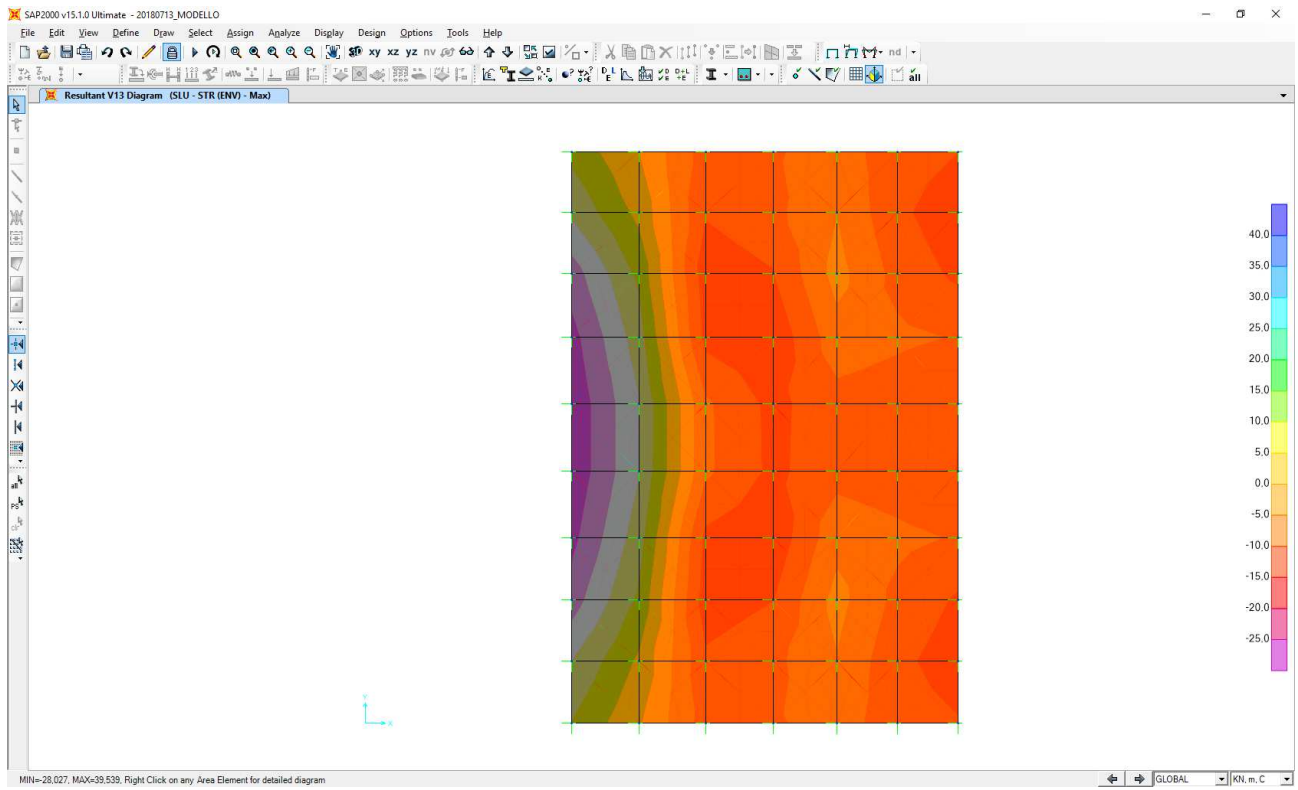 SAP2000 v15.1.0 Ultimate - 20180713_MODELLO
File Edit View Define Draw Select Assign Analyze Display Design Options Tools Help
xy xz yz nv nd
all
Resultant V13 Diagram (SLU - STR (ENV) - Max)
40,0
35,0
30,0
25,0
20,0
15,0
10,0
5,0
0,0
-5,0
-10,0
-15,0
-20,0
-25,0
all
PS
clr
Y
X
MIN=-28,027, MAX=39,539, Right Click on any Area Element for detailed diagram
GLOBAL
KN, m, C